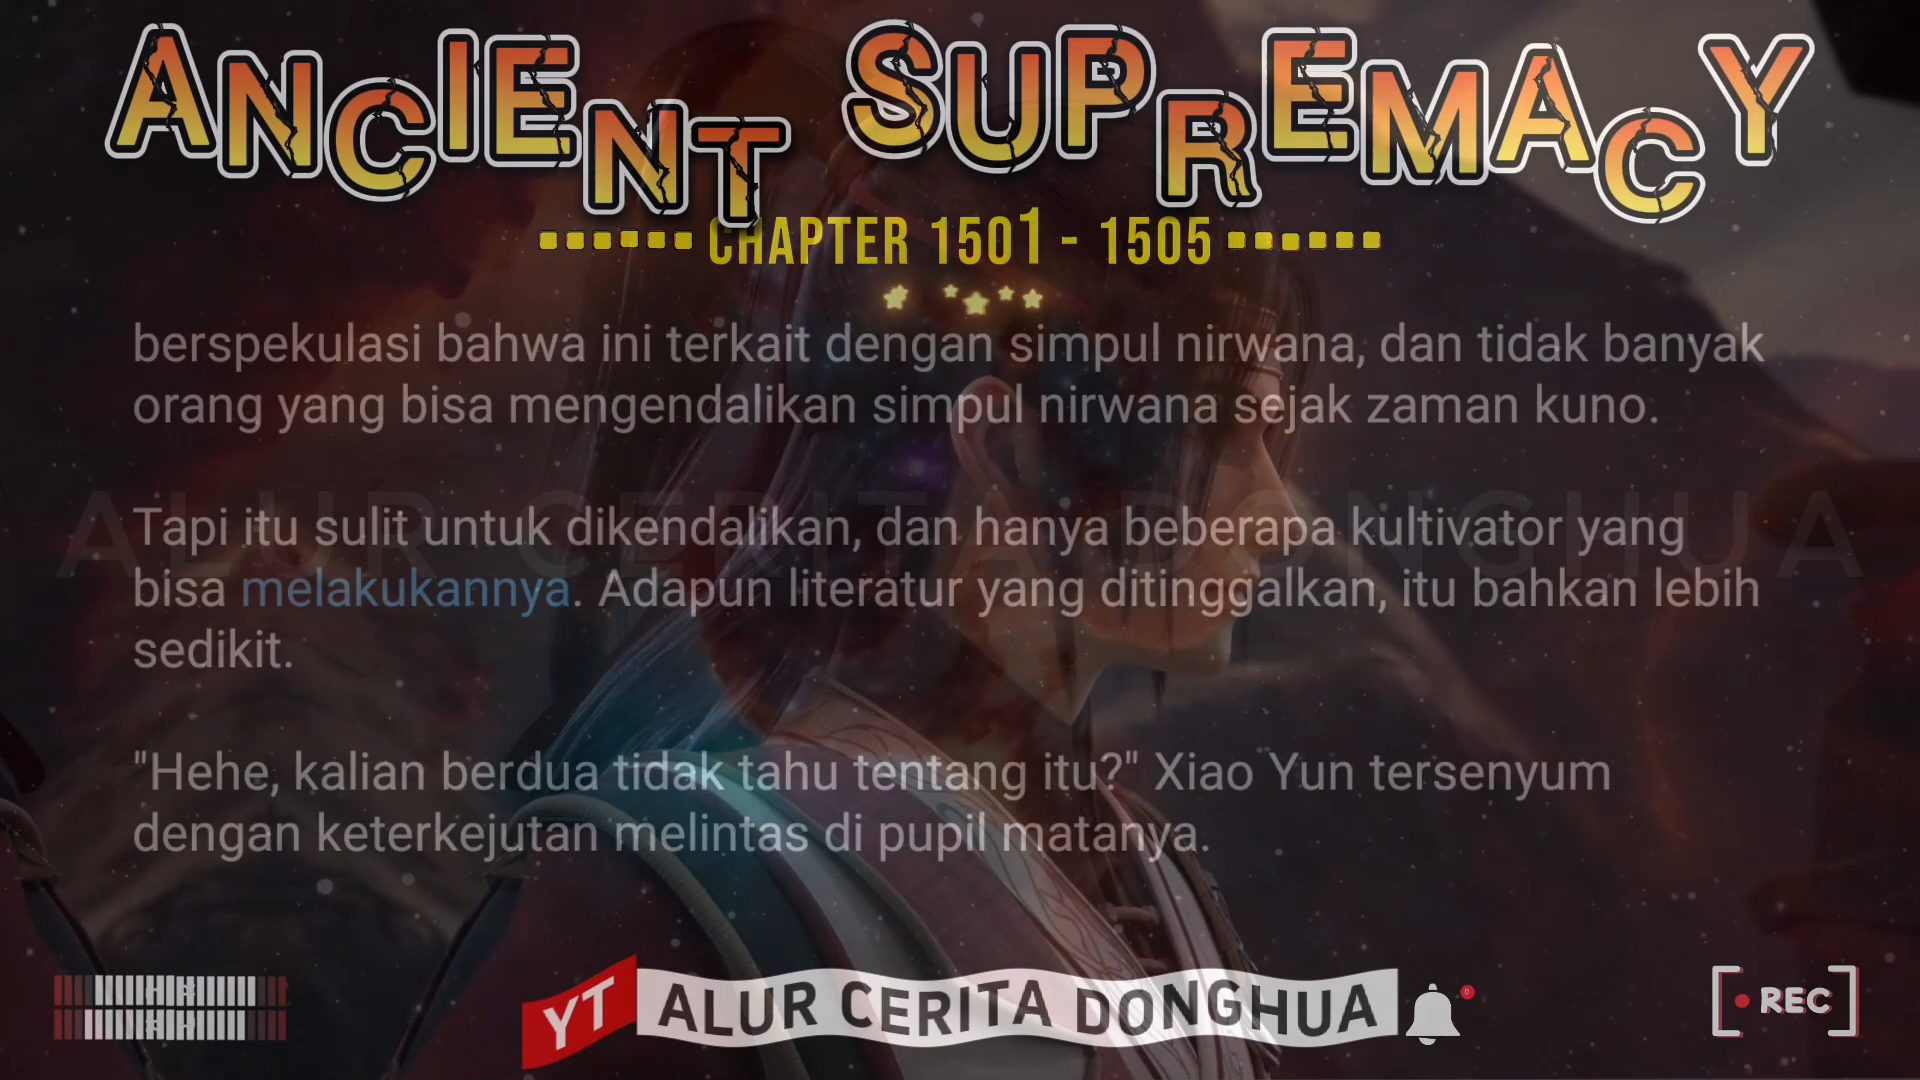 ANCIENT SUPREMACY
CHAPTER 1501 - 1505
berspekulasi bahwa ini terkait dengan simpul nirwana, dan tidak banyak
orang yang bisa mengendalikan simpul nirwana sejak zaman kuno.
ALUR CERITA DONGHUA
Tapi itu sulit untuk dikendalikan, dan hanya beberapa kultivator yang
bisa melakukannya. Adapun literatur yang ditinggalkan, itu bahkan lebih
sedikit.
"Hehe, kalian berdua tidak tahu tentang itu?" Xiao Yun tersenyum
dengan keterkejutan melintas di pupil matanya.
YT ALUR CERITA DONGHUA
REC